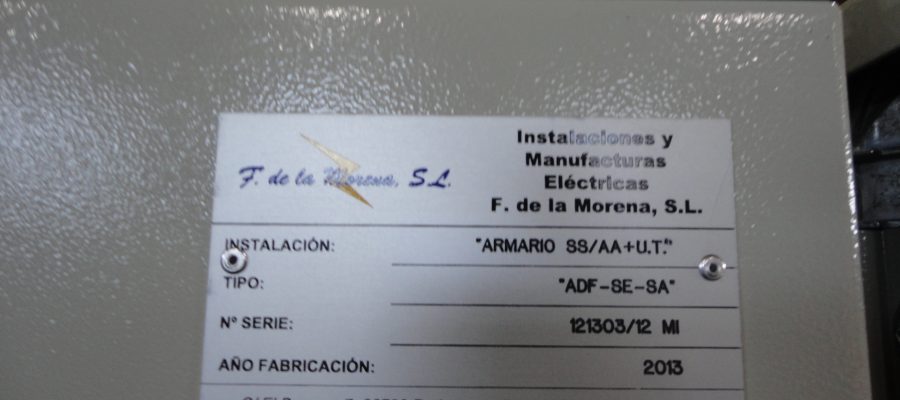 F. de la Morena, S.L.
Instalaciones y
Manufacturas
Eléctricas
F. de la Morena, S.L.
INSTALACIÓN: "ARMARIO SS/AA+U.T."
TIPO: "ADF-SE-SA"
Nº SERIE: 121303/12 MI
AÑO FABRICACIÓN: 2013